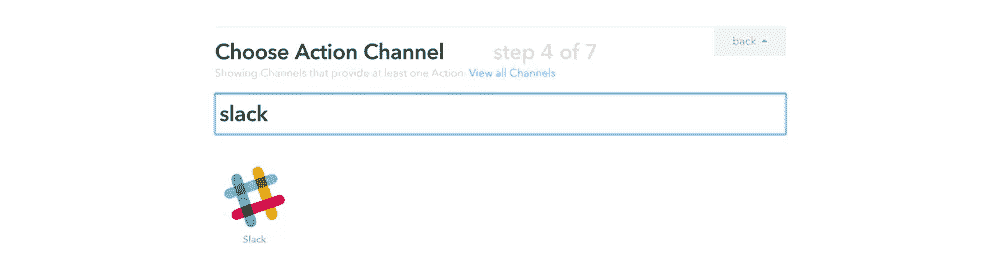 back
Choose Action Channel step 4 of 7
Showing Channels that provide at least one Action. View all Channels
slack
Slack